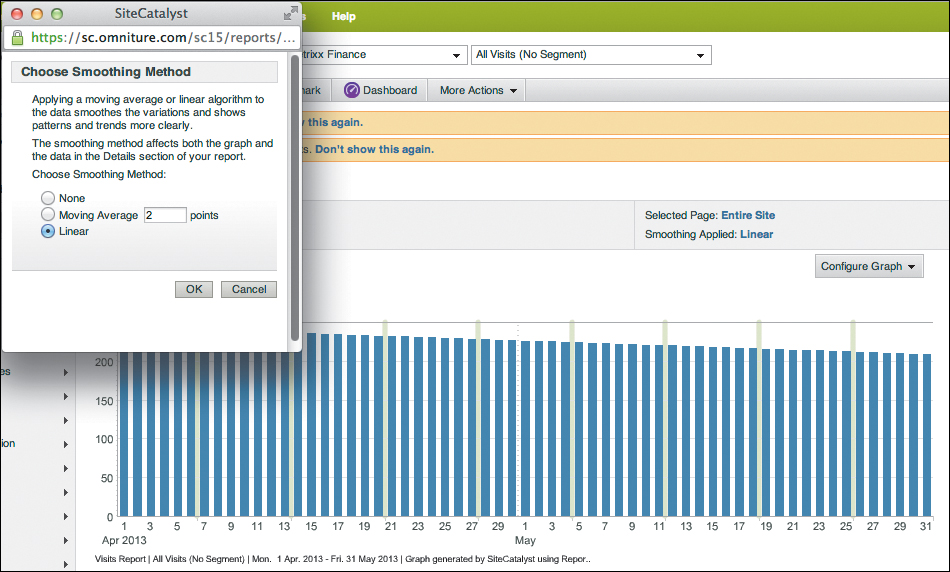 SiteCatalyst
https://sc.omniture.com/sc15/reports/...
Help
Choose Smoothing Method
Applying a moving average or linear algorithm to
the data smoothes the variations and shows
patterns and trends more clearly.
The smoothing method affects both the graph and
the data in the Details section of your report.
Choose Smoothing Method:
None
Moving Average 2 points
Linear
OK Cancel
Finance
All Visits (No Segment)
Dashboard More Actions
this again.
Don't show this again.
Selected Page: Entire Site
Smoothing Applied: Linear
Configure Graph
200
150
100
50
0
1 3 5 7 9 11 13 15 17 19 21 23 25 27 29 1 3 5 7 9 11 13 15 17 19 21 23 25 27 29 31
Apr 2013 May
Visits Report | All Visits (No Segment) | Mon. 1 Apr. 2013 - Fri. 31 May 2013 | Graph generated by SiteCatalyst using Repor..